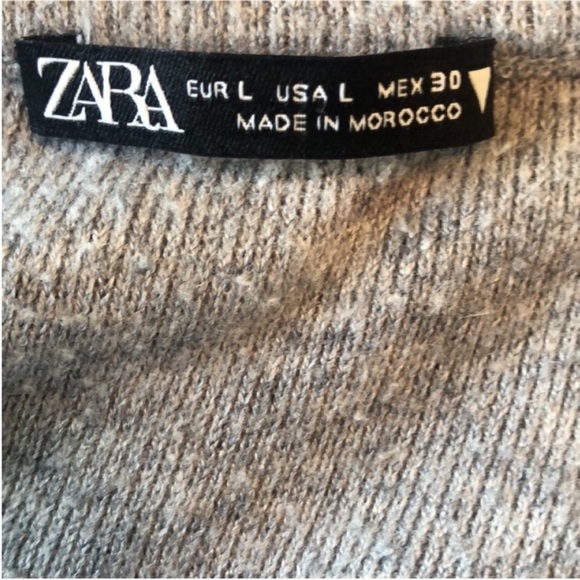 ZARA
EUR L USA L MEX 30
MADE IN MOROCCO